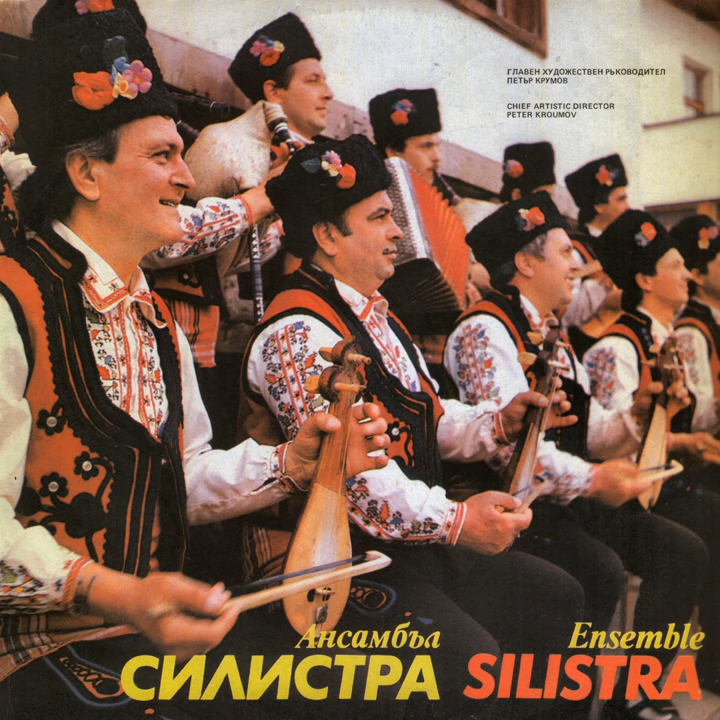 ГЛАВЕН ХУДОЖЕСТВЕН РЪКОВОДИТЕЛ
ПЕТЪР КРУМОВ
CHIEF ARTISTIC DIRECTOR
PETER KROUMOV
Ансамбъл
СИЛИСТРА
Ensemble
SILISTRA